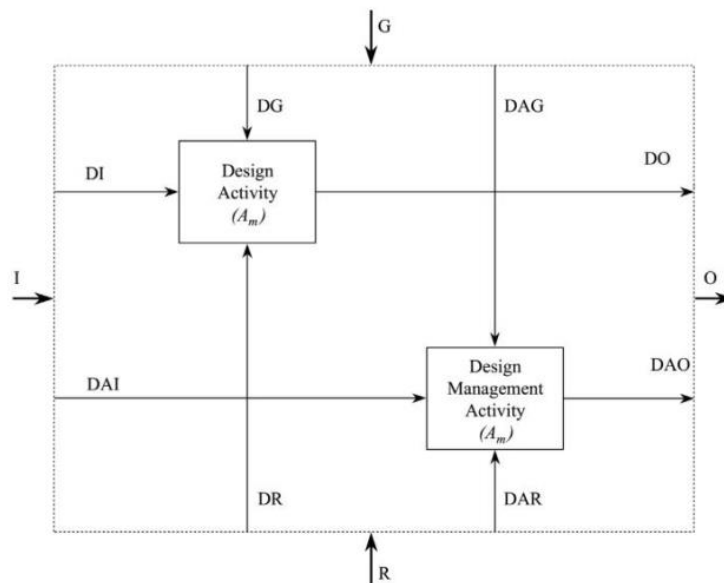 G
DG
DAG
DI
Design
Activity
(Am)
DO
I
O
DAI
Design
Management
Activity
(Am)
DAO
DR
DAR
R